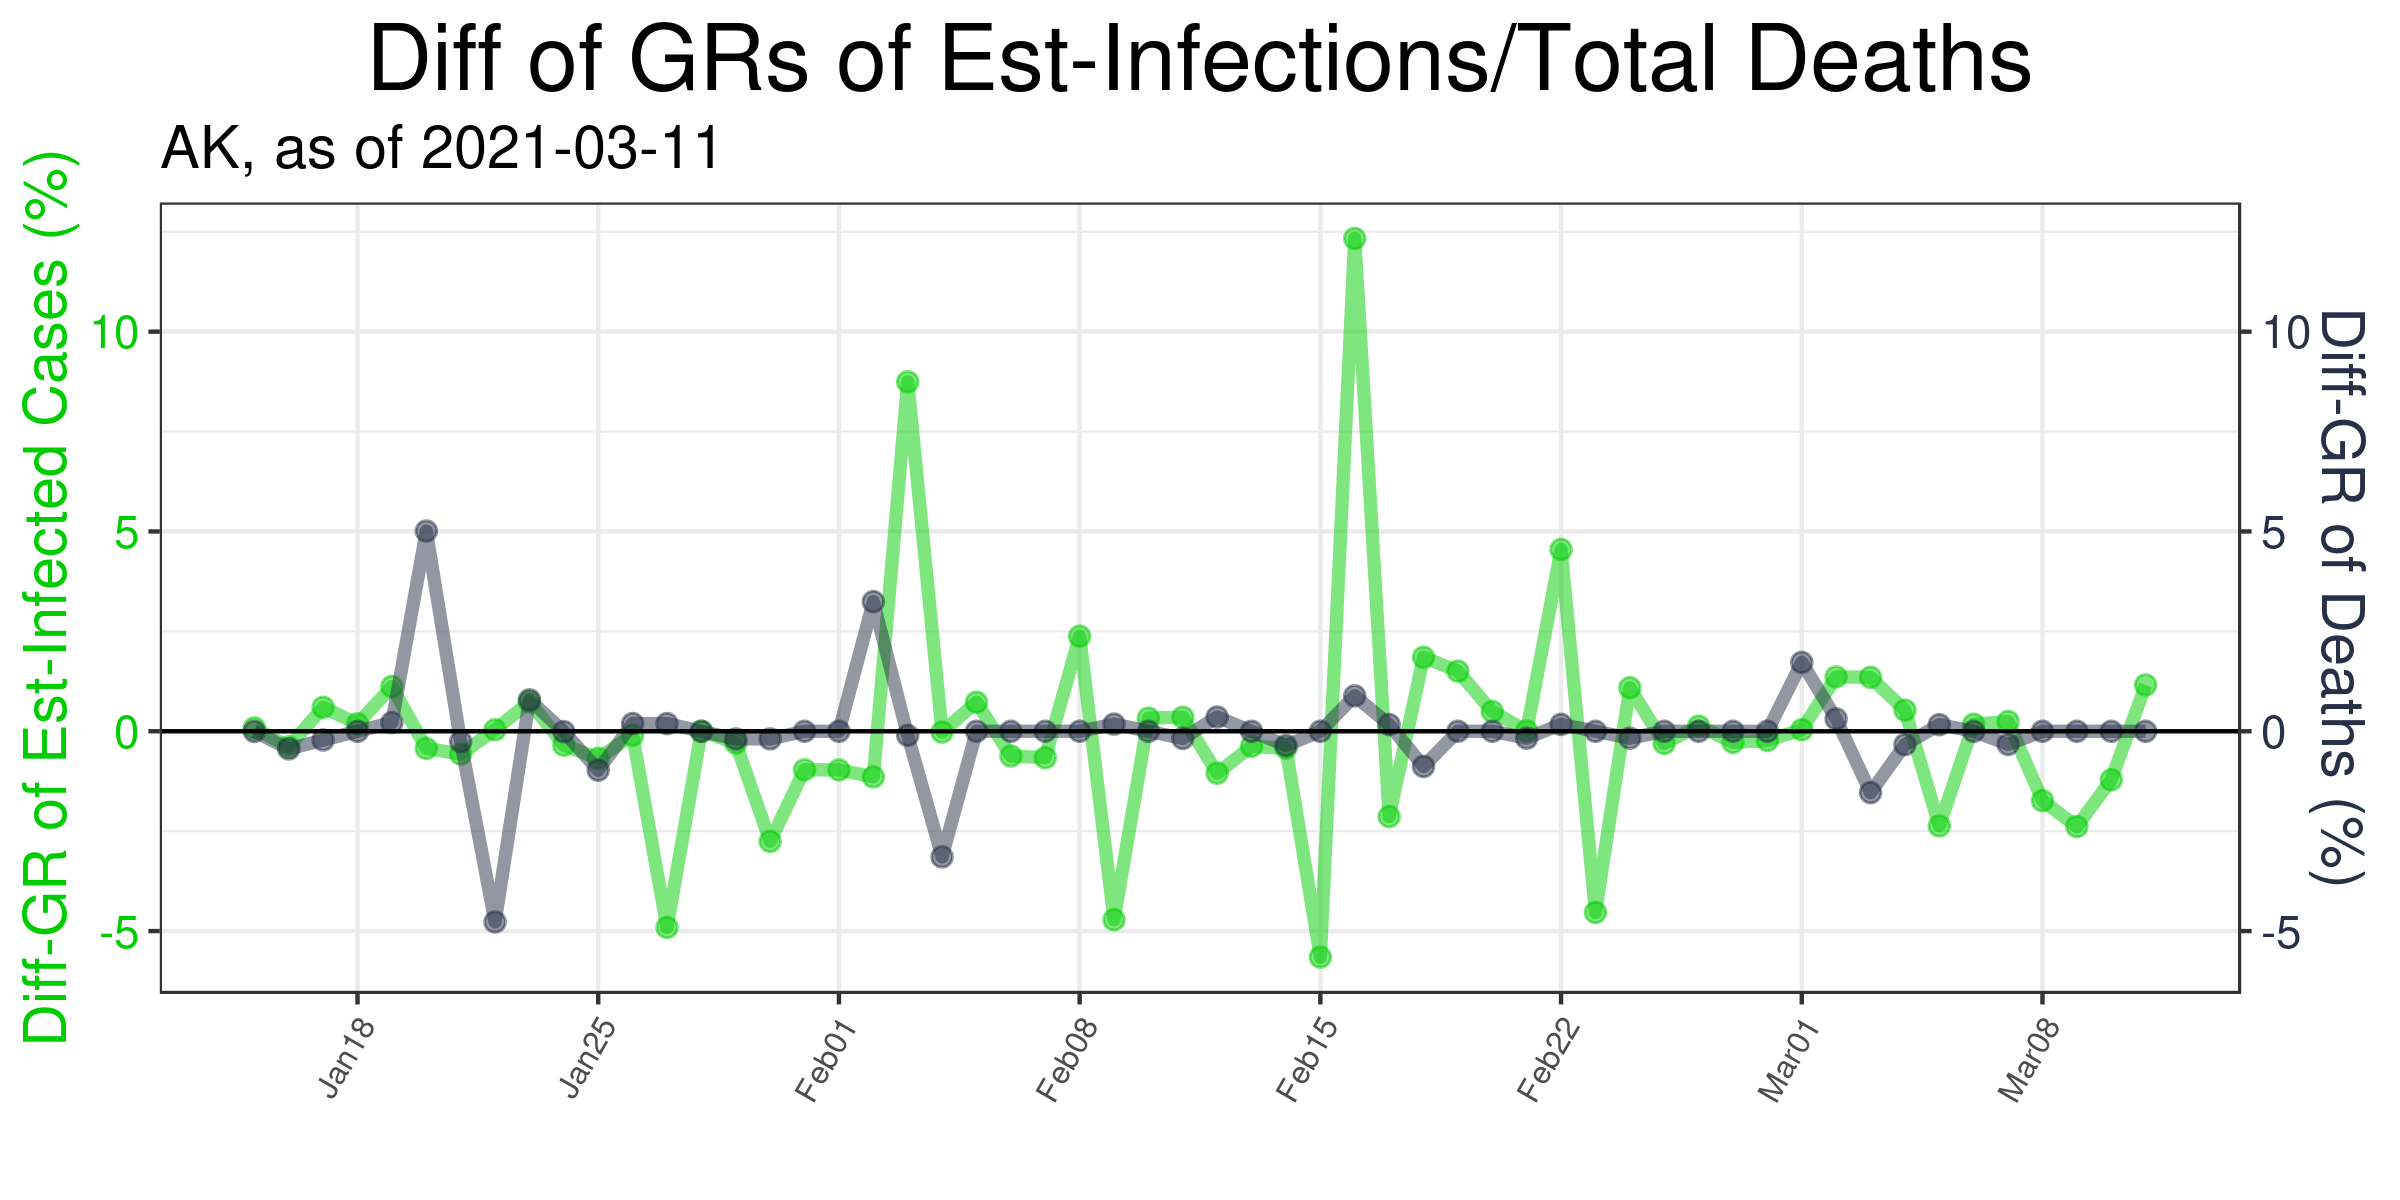 Diff of GRs of Est-Infections/Total Deaths
AK, as of 2021-03-11
Diff-GR of Est-Infected Cases (%)
10
5
0
-5
10
5
0
-5
Diff-GR of Deaths (%)
Jan18
Jan25
Feb01
Feb08
Feb15
Feb22
Mar01
Mar08